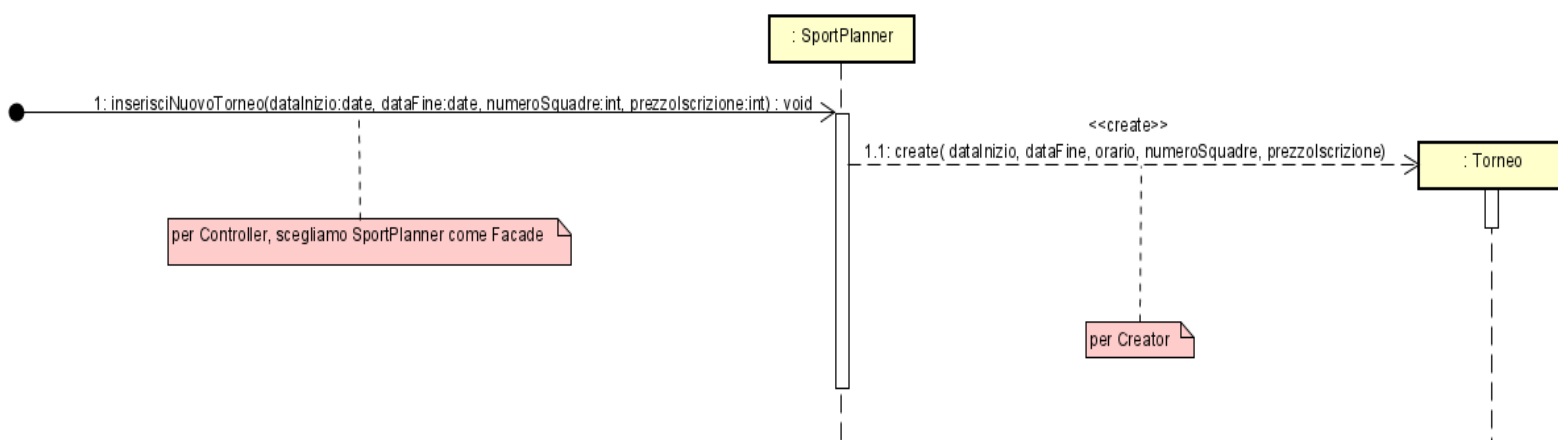 : SportPlanner
1: inserisciNuovoTorneo(dataInizio:date, dataFine:date, numeroSquadre:int, prezzoIscrizione:int) : void
<<create>>
1.1: create( dataInizio, dataFine, orario, numeroSquadre, prezzoIscrizione)
: Torneo
per Controller, scegliamo SportPlanner come Facade
per Creator